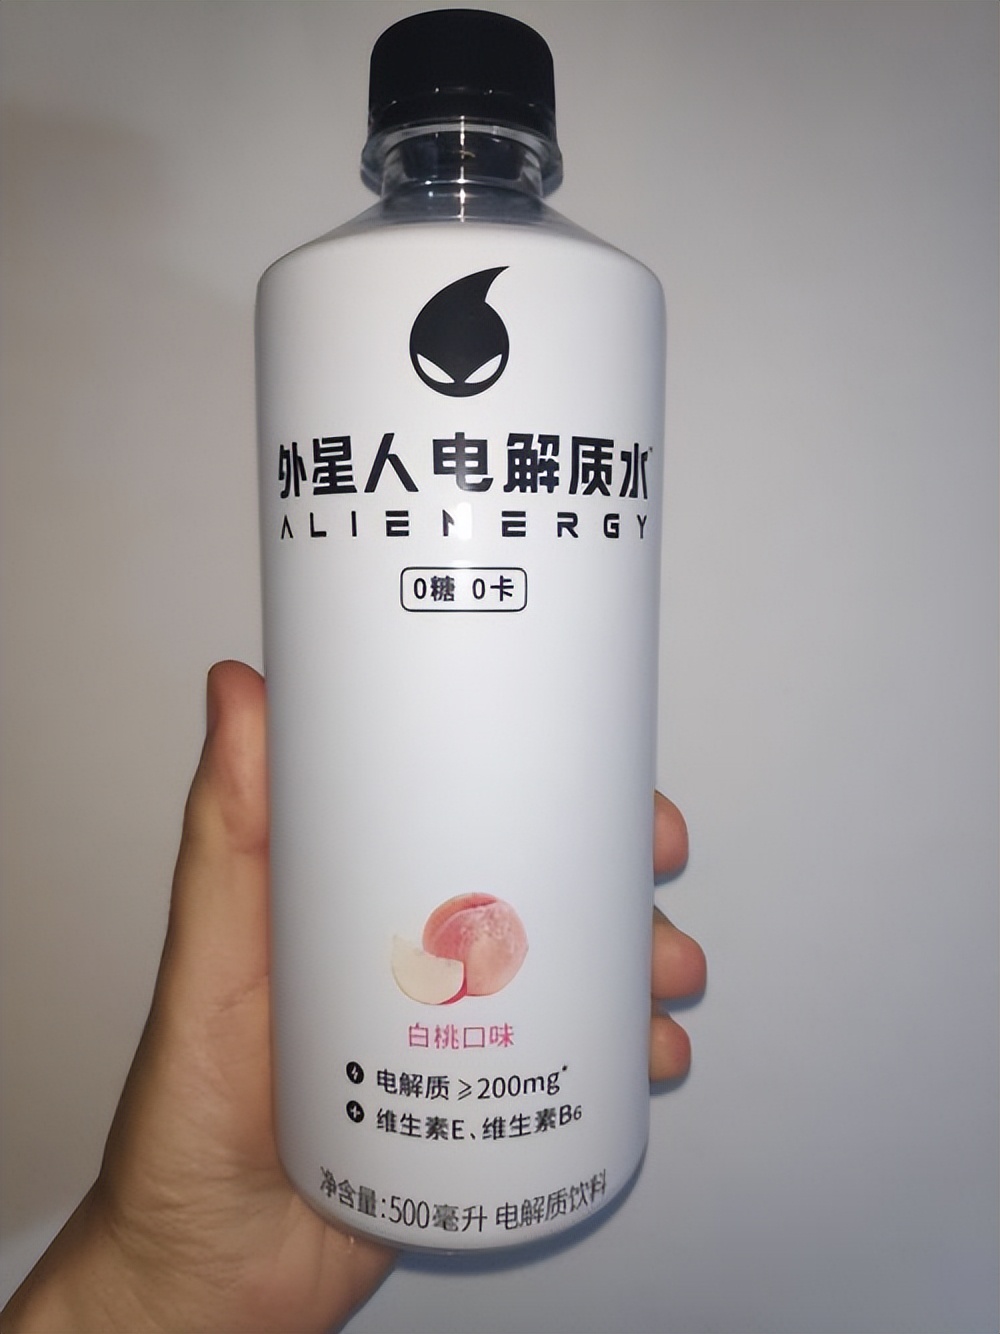 外星人电解质水
ALIENERGY
0糖 0卡
白桃口味
电解质≥200mg*
维生素E、维生素B6
净含量:500毫升 电解质饮料